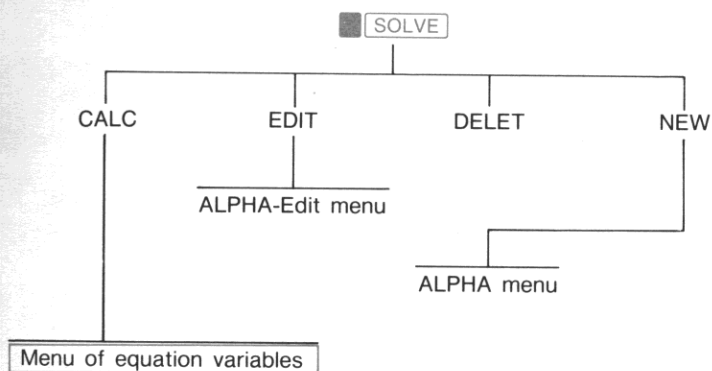 SOLVE
CALC EDIT DELET NEW
ALPHA-Edit menu
ALPHA menu
Menu of equation variables